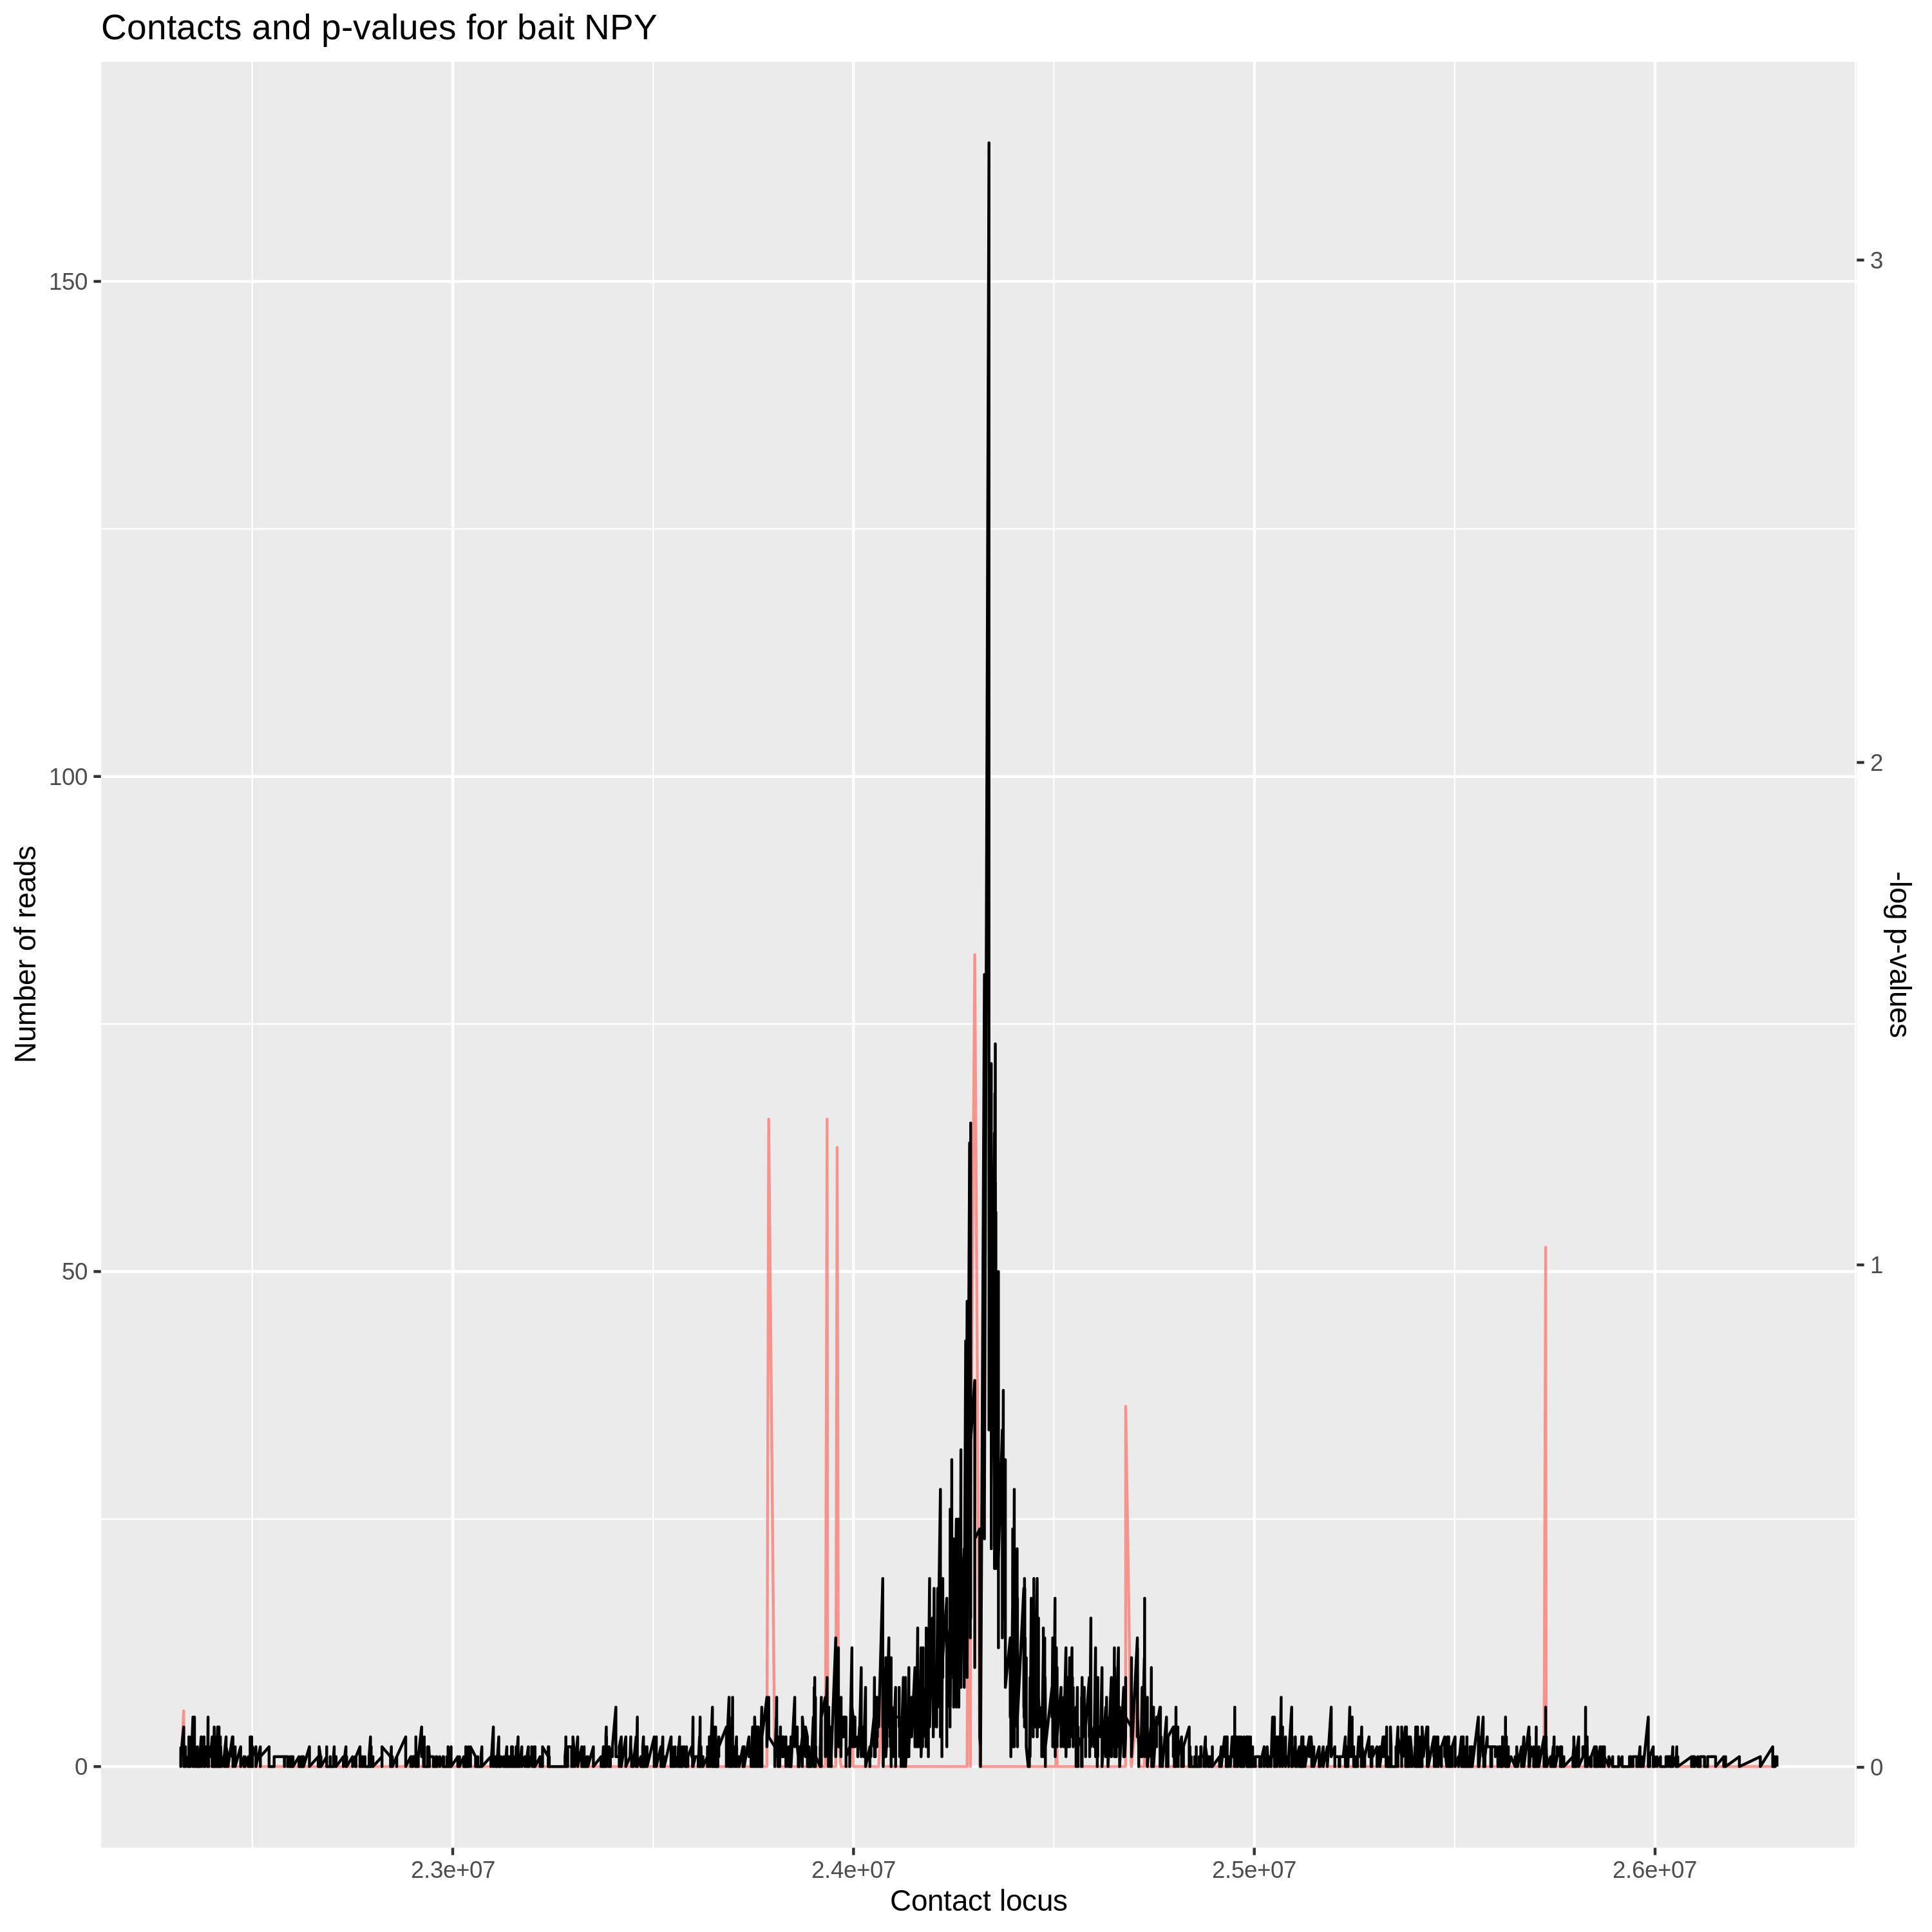 Contacts and p-values for bait NPY
Number of reads
150
100
50
0
3
2
1
0
-log p-values
2.3e+07 2.4e+07 2.5e+07 2.6e+07
Contact locus